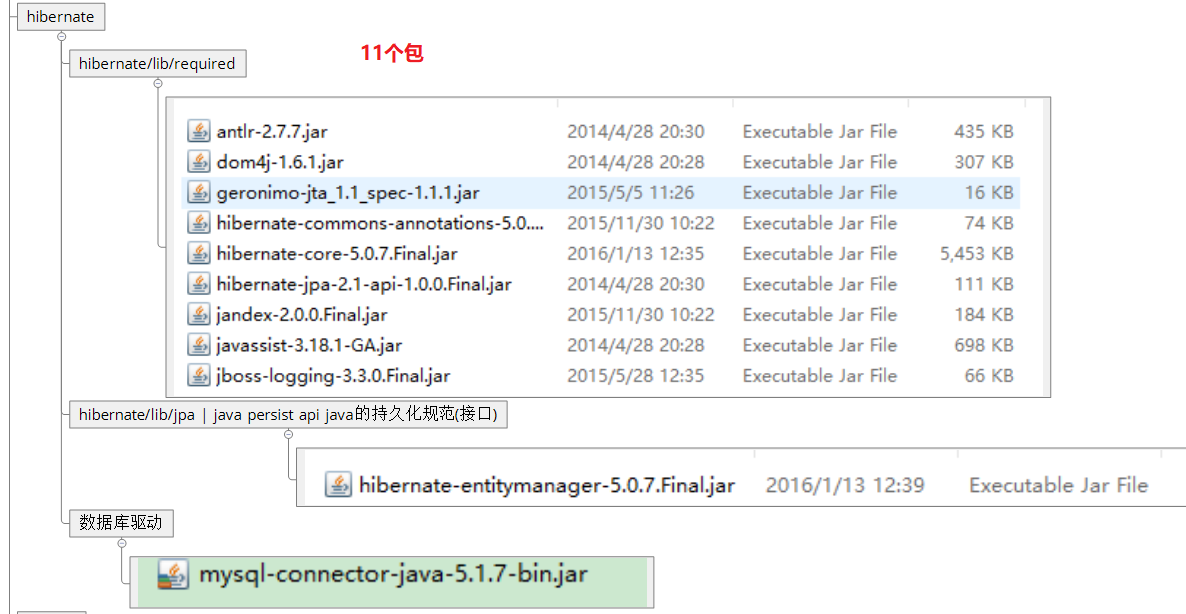 hibernate
hibernate/lib/required
11个包
antlr-2.7.7.jar 2014/4/28 20:30 Executable Jar File 435 KB
dom4j-1.6.1.jar 2014/4/28 20:28 Executable Jar File 307 KB
geronimo-jta_1.1_spec-1.1.1.jar 2015/5/5 11:26 Executable Jar File 16 KB
hibernate-commons-annotations-5.0.... 2015/11/30 10:22 Executable Jar File 74 KB
hibernate-core-5.0.7.Final.jar 2016/1/13 12:35 Executable Jar File 5,453 KB
hibernate-jpa-2.1-api-1.0.0.Final.jar 2014/4/28 20:30 Executable Jar File 111 KB
jandex-2.0.0.Final.jar 2015/11/30 10:22 Executable Jar File 184 KB
javassist-3.18.1-GA.jar 2014/4/28 20:28 Executable Jar File 698 KB
jboss-logging-3.3.0.Final.jar 2015/5/28 12:35 Executable Jar File 66 KB
hibernate/lib/jpa | java persist api java的持久化规范(接口)
hibernate-entitymanager-5.0.7.Final.jar 2016/1/13 12:39 Executable Jar File
数据库驱动
mysql-connector-java-5.1.7-bin.jar